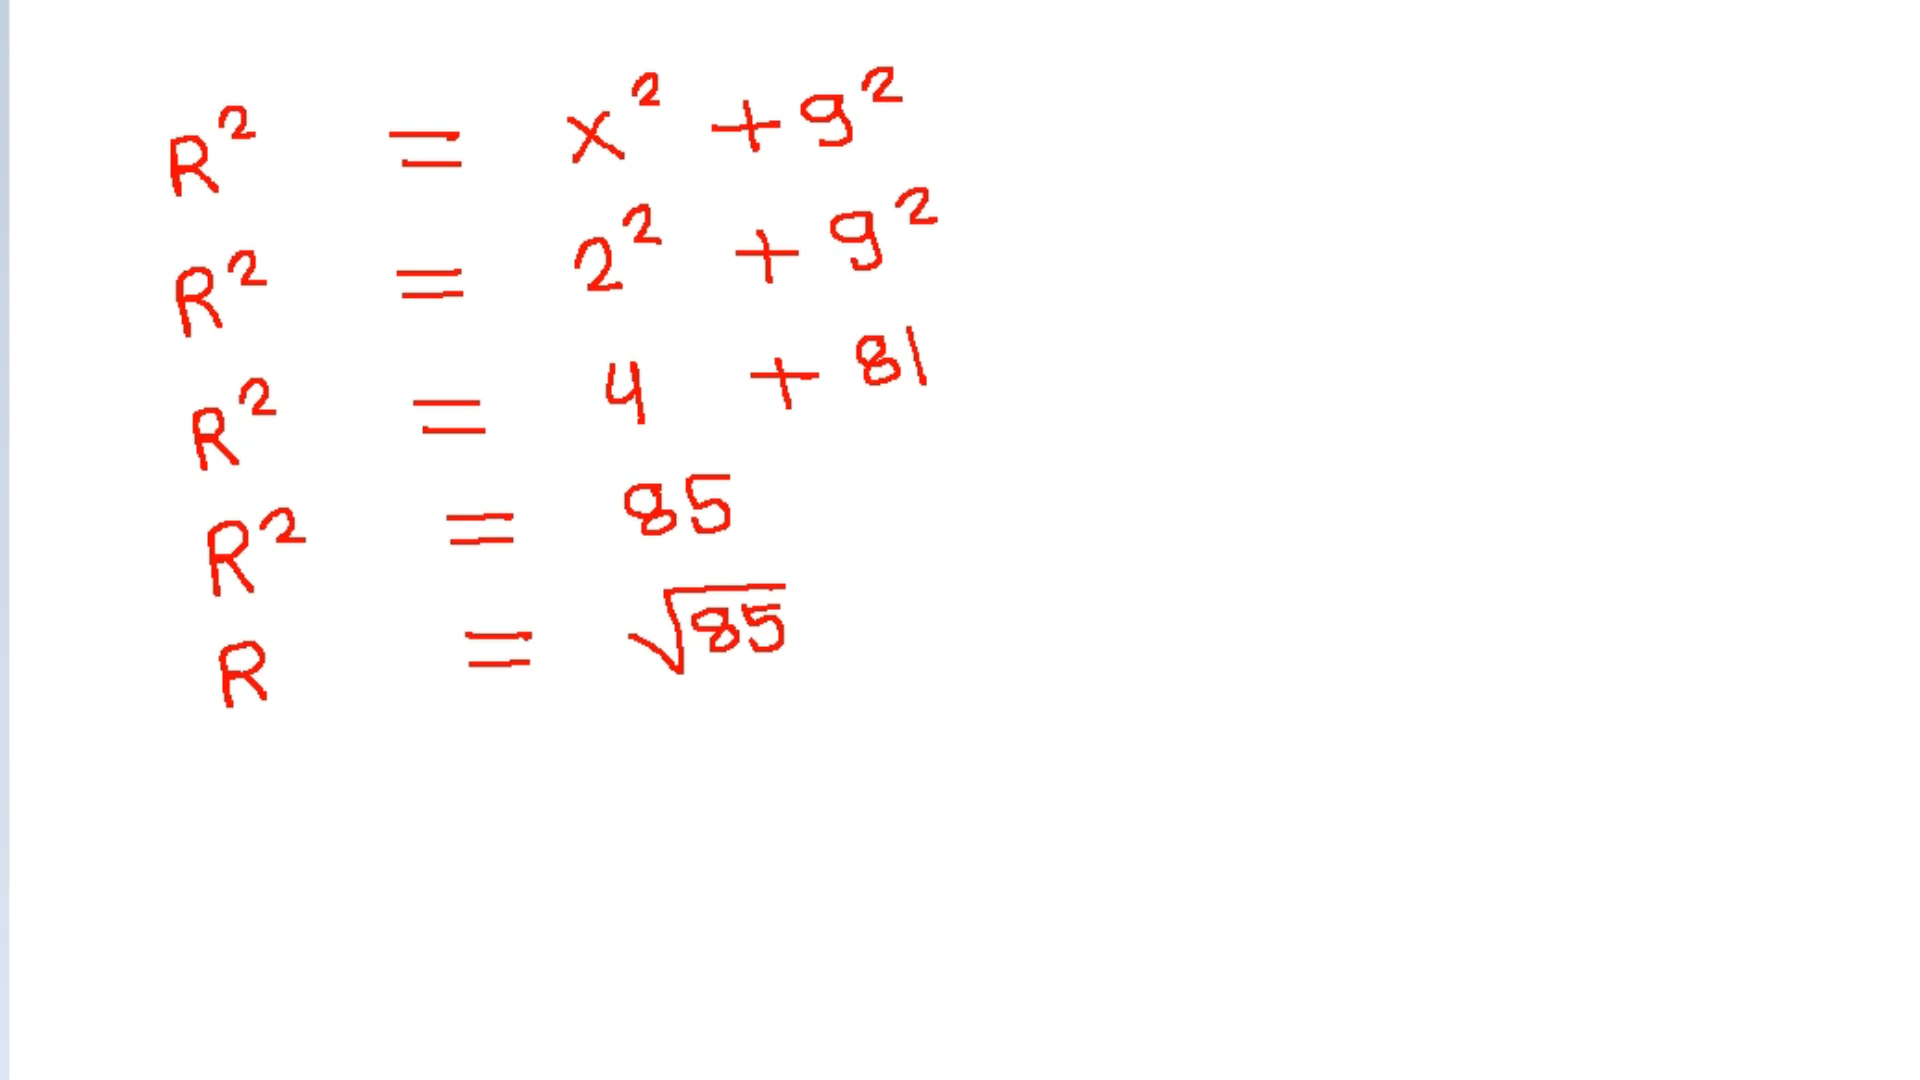 R² = x² + 9²
R² = 2² + 9²
R² = 4 + 81
R² = 85
R = √85